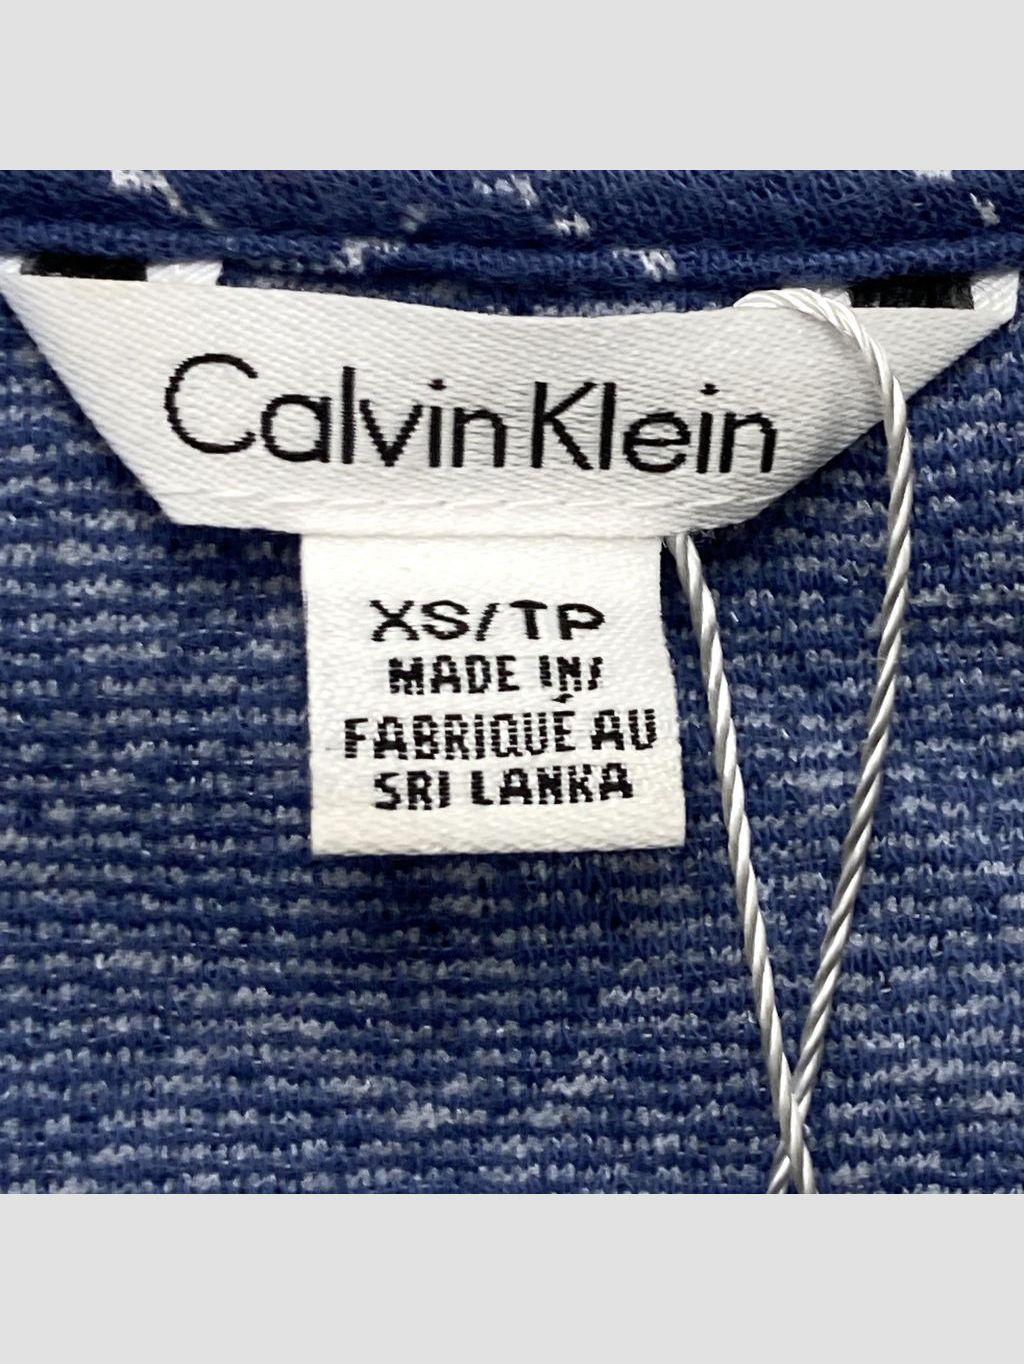 Calvin Klein
XS/TP
MADE IN/
FABRIQUÉ AU
SRI LANKA